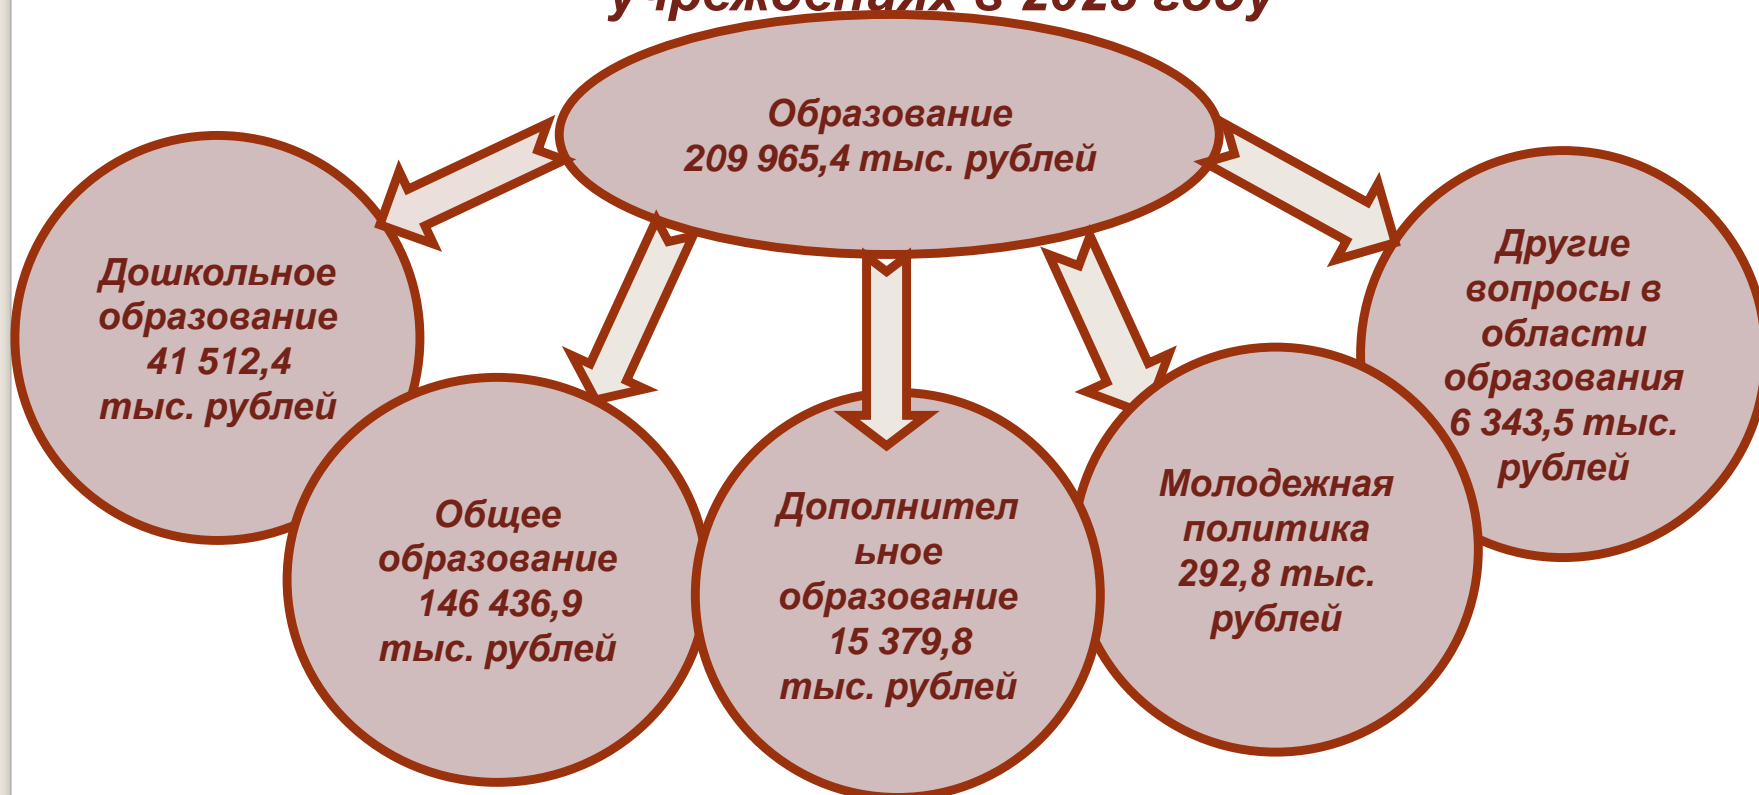 Образование
209 965,4 тыс. рублей
Дошкольное
образование
41 512,4
тыс. рублей
Общее
образование
146 436,9
тыс. рублей
Дополнител
ьное
образование
15 379,8
тыс. рублей
Молодежная
политика
292,8 тыс.
рублей
Другие
вопросы в
области
образования
6 343,5 тыс.
рублей